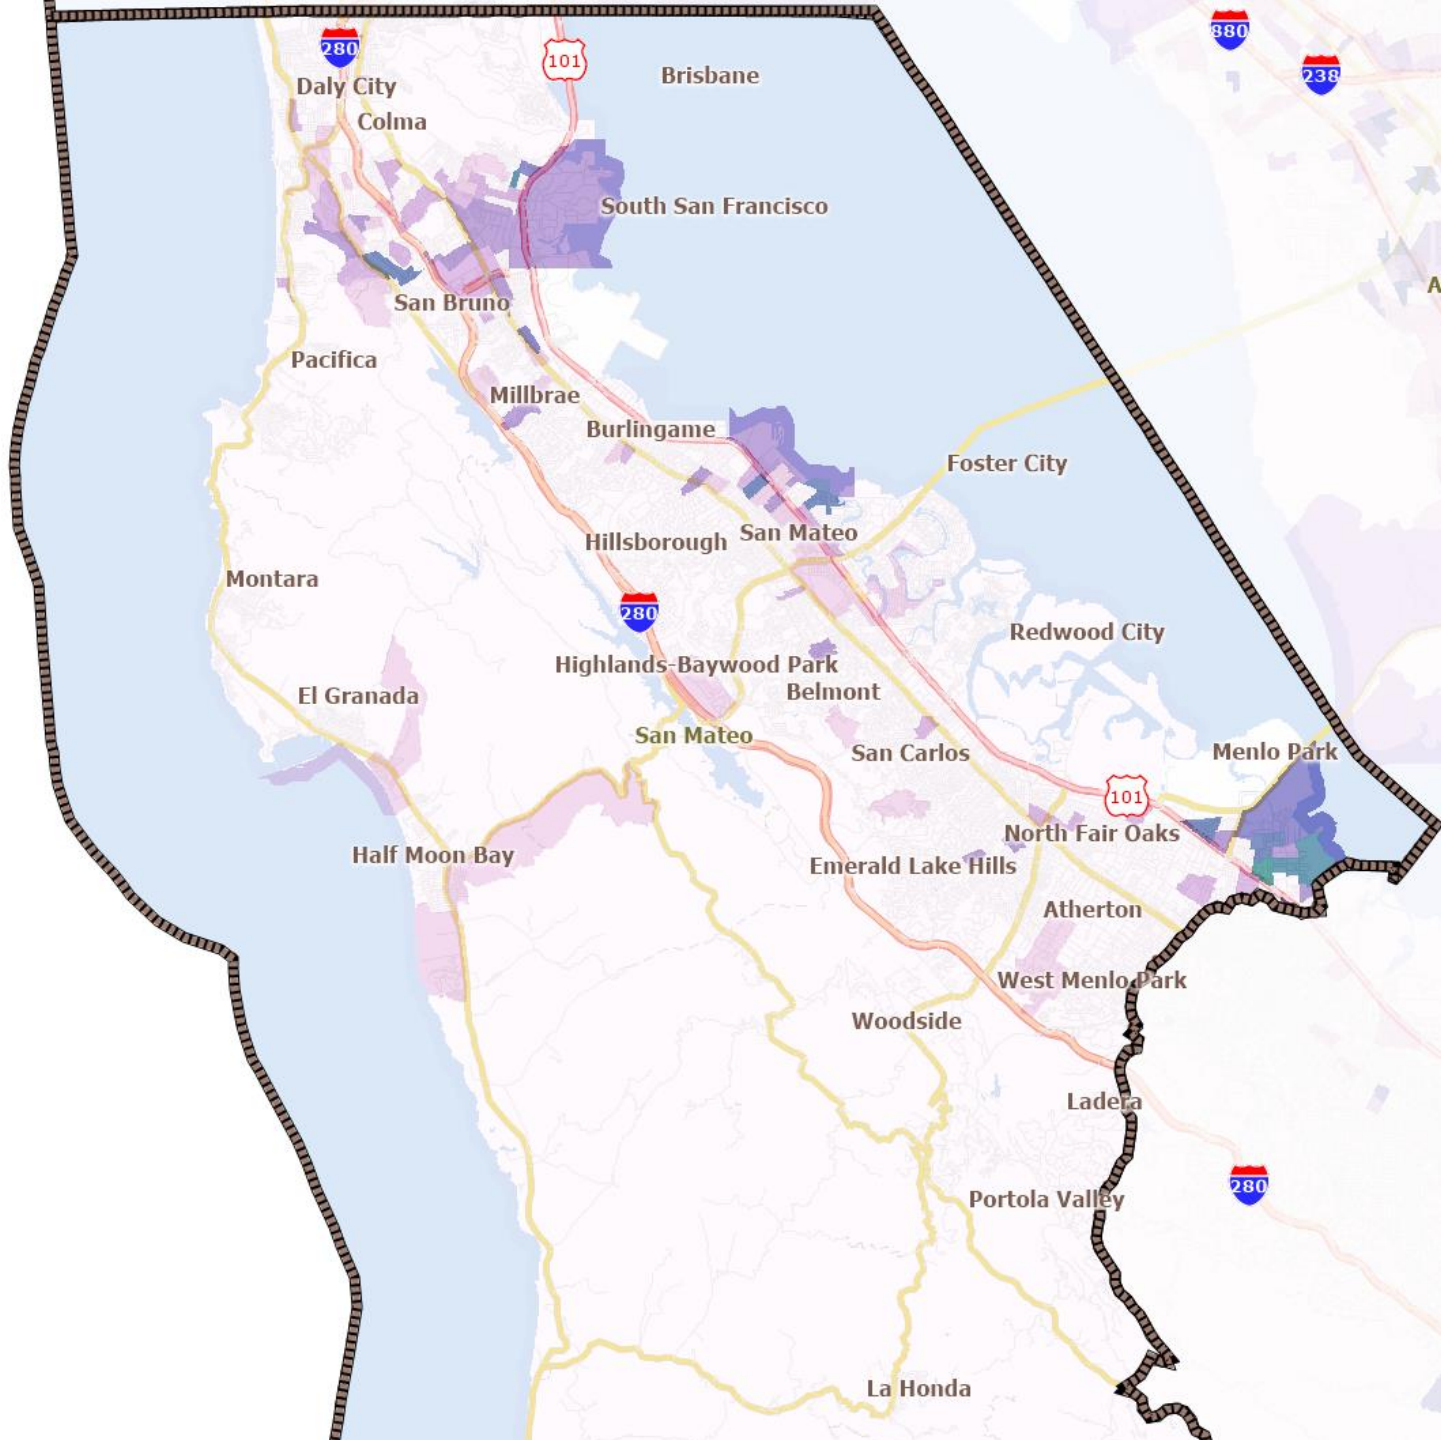 880
280
101
Brisbane
238
Daly City
Colma
South San Francisco
A
San Bruno
Pacifica
Millbrae
Burlingame
Foster City
San Mateo
Hillsborough
Montara
280
Redwood City
Highlands-Baywood Park
Belmont
El Granada
San Mateo
San Carlos
Menlo Park
101
North Fair Oaks
Half Moon Bay
Emerald Lake Hills
Atherton
West Menlo Park
Woodside
Ladera
280
Portola Valley
La Honda